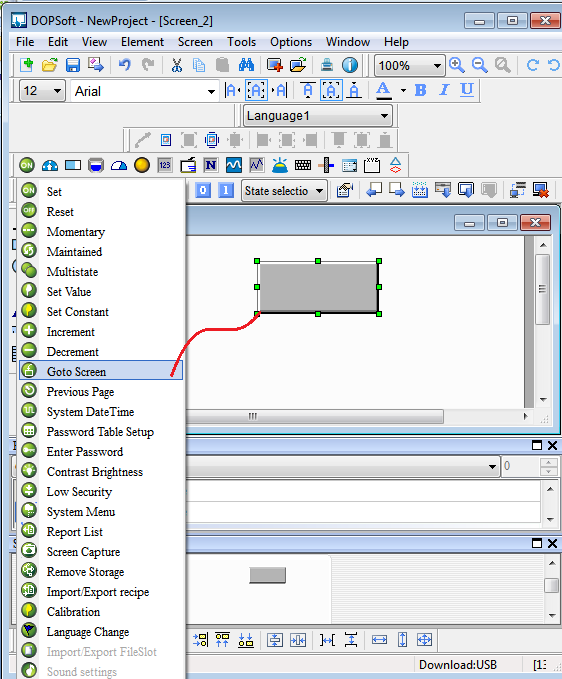 DOPSoft - NewProject - [Screen_2]
File Edit View Element Screen Tools Options Window Help
100%
12 Arial A B I U
Language1
0 1 State selectio
Set
Reset
Momentary
Maintained
Multistate
Set Value
Set Constant
Increment
Decrement
Goto Screen
Previous Page
System DateTime
Password Table Setup
Enter Password
Contrast Brightness
Low Security
System Menu
Report List
Screen Capture
Remove Storage
Import/Export recipe
Calibration
Language Change
Import/Export FileSlot
Sound settings
0
Download:USB